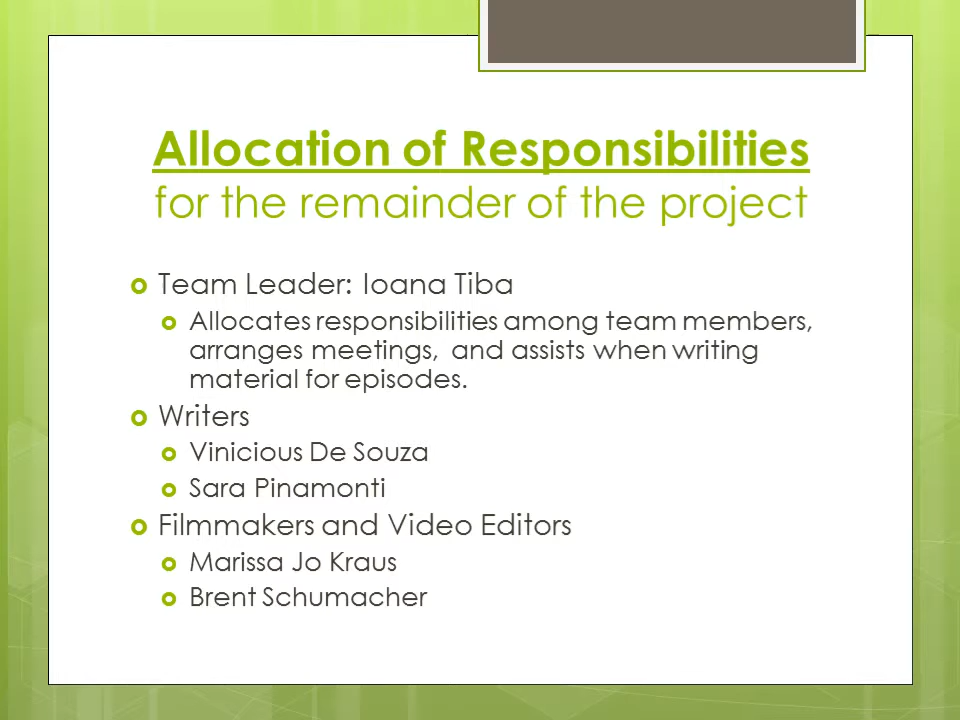 Allocation of Responsibilities
for the remainder of the project
Team Leader: Ioana Tiba
Allocates responsibilities among team members,
arranges meetings, and assists when writing
material for episodes.
Writers
Vinicious De Souza
Sara Pinamonti
Filmmakers and Video Editors
Marissa Jo Kraus
Brent Schumacher